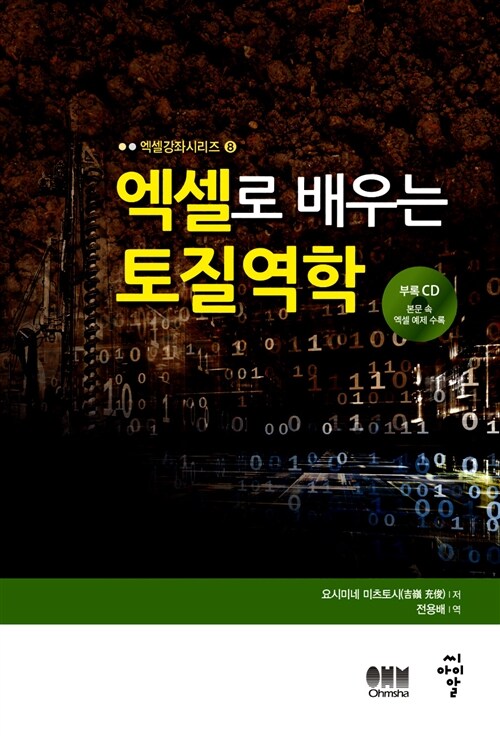 엑셀강좌시리즈 8
엑셀로 배우는
토질역학
부록 CD
본문 속
엑셀 예제 수록
요시미네 미츠토시(吉嶺 充俊) | 저
전용배 | 역
OHM
Ohmsha
씨
아이
알